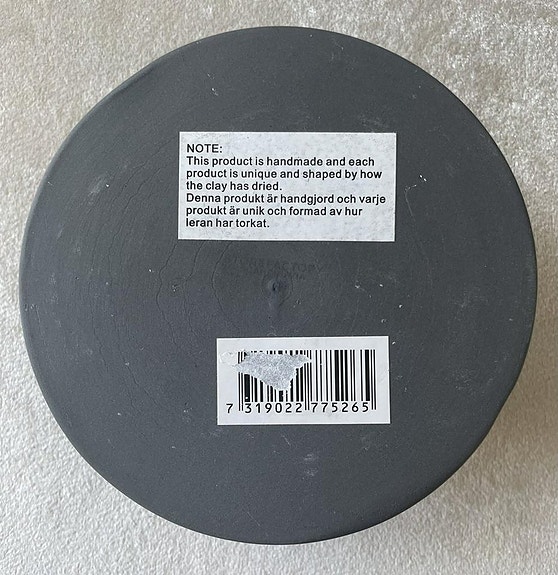 NOTE:
This product is handmade and each
product is unique and shaped by how
the clay has dried.
Denna produkt är handgjord och varje
produkt är unik och formad av hur
leran har torkat.
7 319022 775265